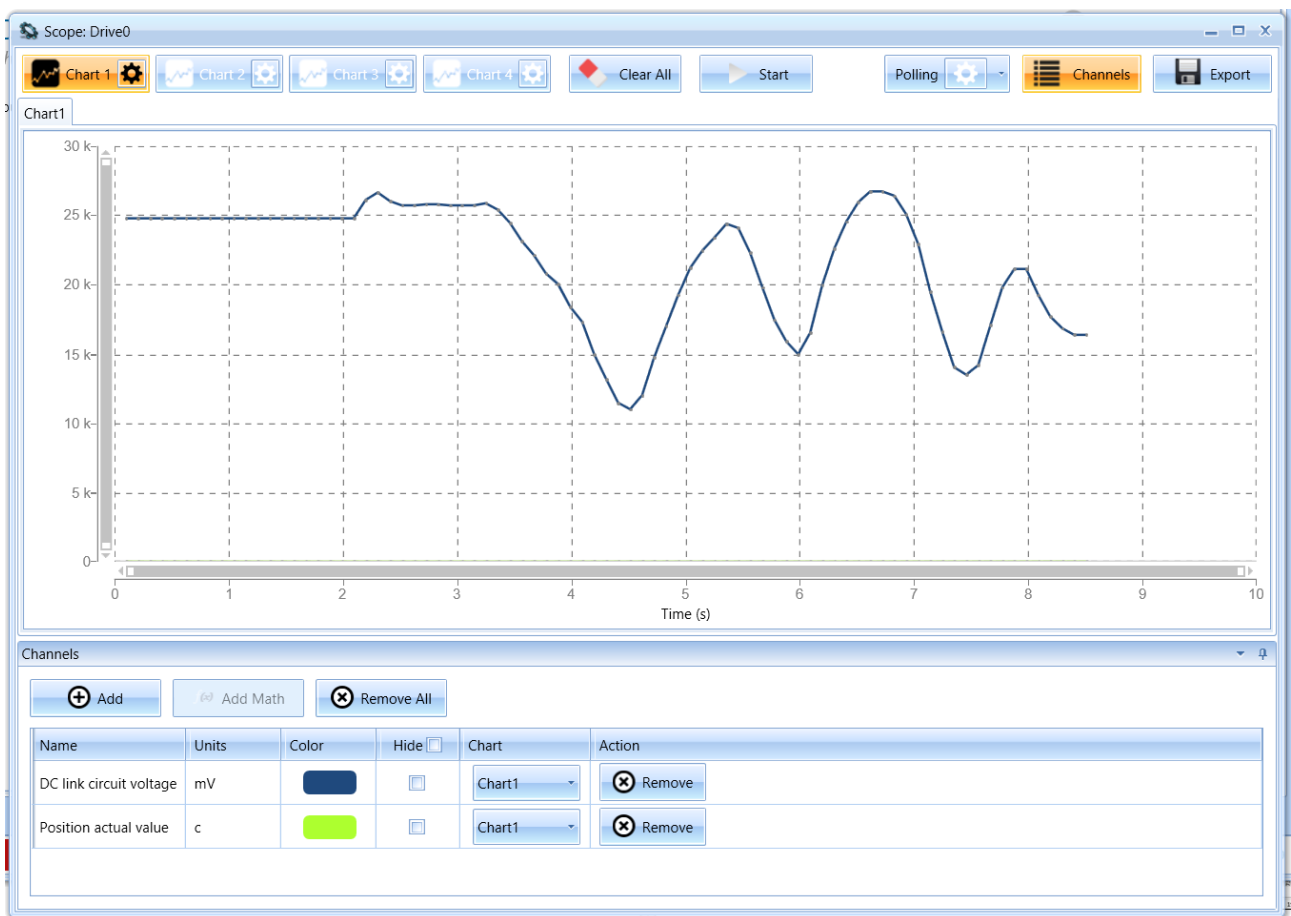 Scope: Drive0
Chart 1 Chart 2 Chart 3 Chart 4 Clear All Start Polling Channels Export
Chart1
30 k
25 k
20 k
15 k
10 k
5 k
0
0 1 2 3 4 5 6 7 8 9 10
Time (s)
Channels
Add Add Math Remove All
Name Units Color Hide Chart Action
DC link circuit voltage mV Chart1 Remove
Position actual value c Chart1 Remove